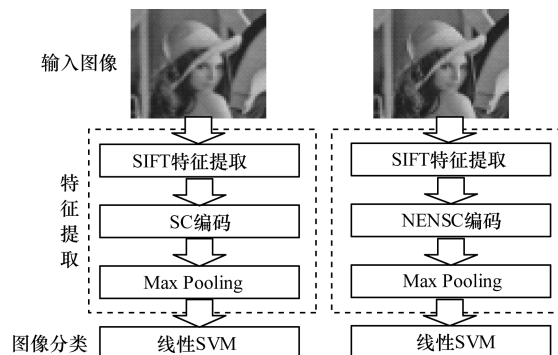 输入图像
特征提取
SIFT特征提取
SC编码
Max Pooling
SIFT特征提取
NENSC编码
Max Pooling
图像分类
线性SVM
线性SVM